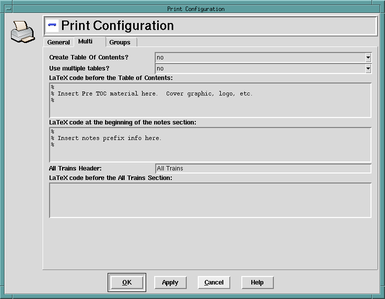 Print Configuration
Print Configuration
General Multi Groups
Create Table Of Contents? no
Use multiple tables? no
LaTeX code before the Table of Contents:
%
% Insert Pre TOC material here. Cover graphic, logo, etc.
%
LaTeX code at the beginning of the notes section:
%
% Insert notes prefix info here.
%
All Trains Header: All Trains
LaTeX code before the All Trains Section:
OK Apply Cancel Help